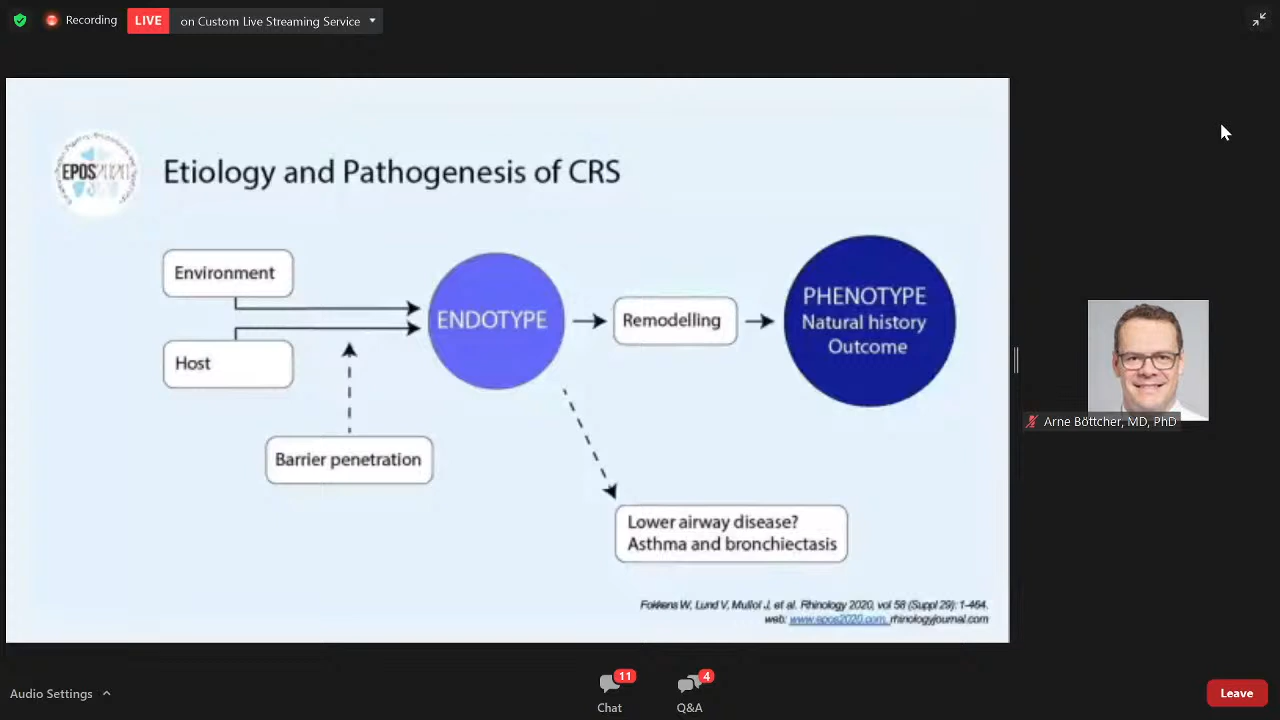 Recording
LIVE
on Custom Live Streaming Service
EPOS2020
Etiology and Pathogenesis of CRS
Environment
Host
Barrier penetration
ENDOTYPE
Remodelling
PHENOTYPE
Natural history
Outcome
Lower airway disease?
Asthma and bronchiectasis
Fokkens W, Lund V, Mullol J, et al. Rhinology 2020, vol 58 (Suppl 29): 1-464.
web: www.epos2020.com, rhinologyjournal.com
Arne Böttcher, MD, PhD
Audio Settings
11
Chat
4
Q&A
Leave